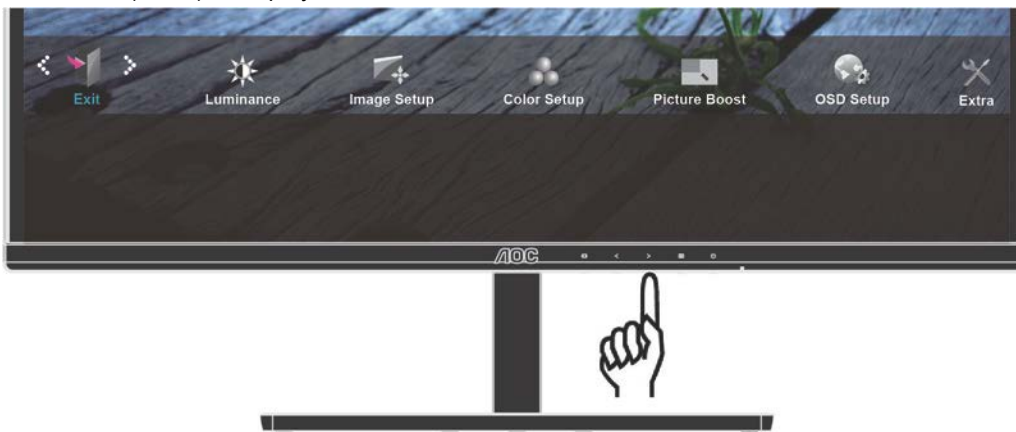 Exit
Luminance
Image Setup
Color Setup
Picture Boost
OSD Setup
Extra
AOC